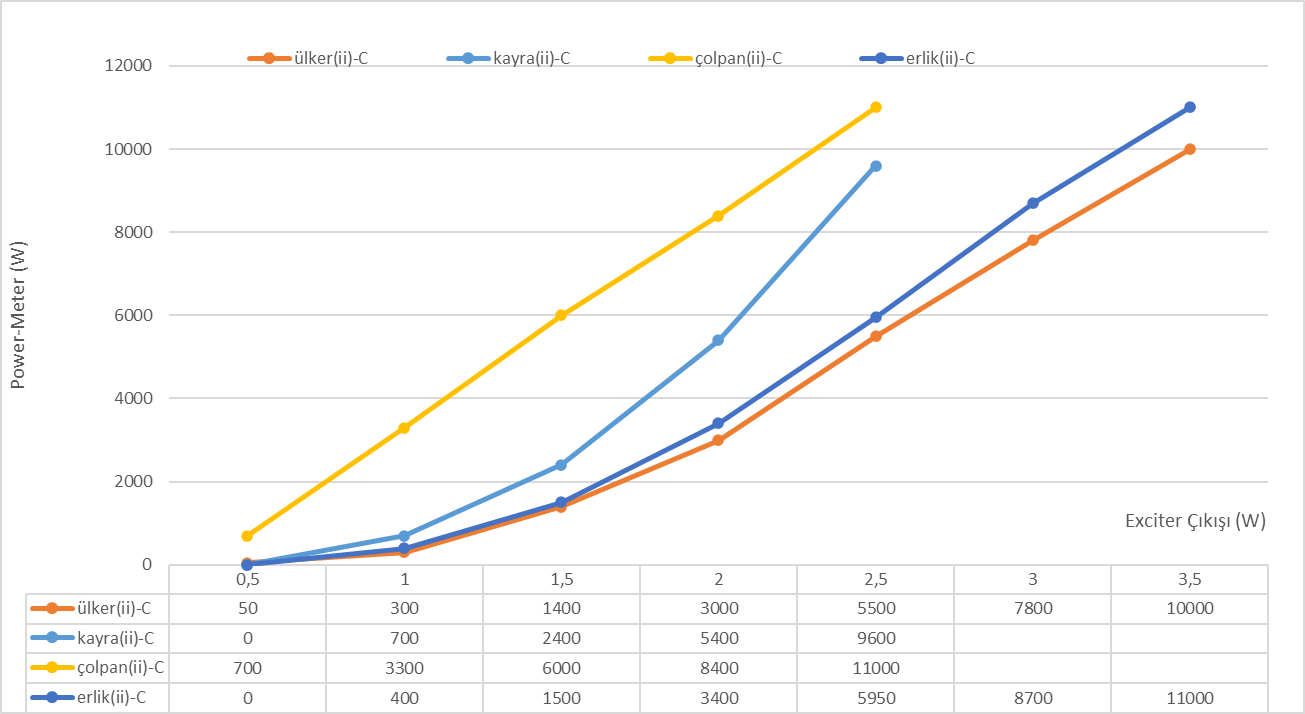 ülker(ii)-C kayra(ii)-C çolpan(ii)-C erlik(ii)-C
12000
10000
8000
6000
4000
2000
0
Power-Meter (W)
Exciter Çıkışı (W)
0,5 1 1,5 2 2,5 3 3,5
ülker(ii)-C 50 300 1400 3000 5500 7800 10000
kayra(ii)-C 0 700 2400 5400 9600
çolpan(ii)-C 700 3300 6000 8400 11000
erlik(ii)-C 0 400 1500 3400 5950 8700 11000